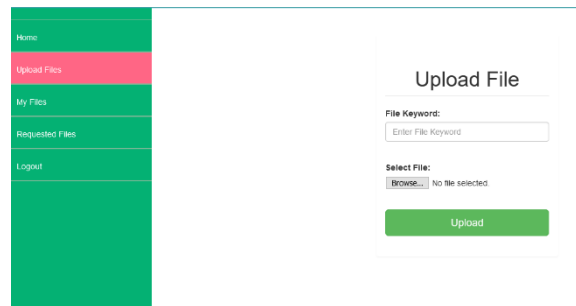 Home
Upload Files
My Files
Requested Files
Logout
Upload File
File Keyword:
Enter File Keyword
Select File:
Browse... No file selected.
Upload